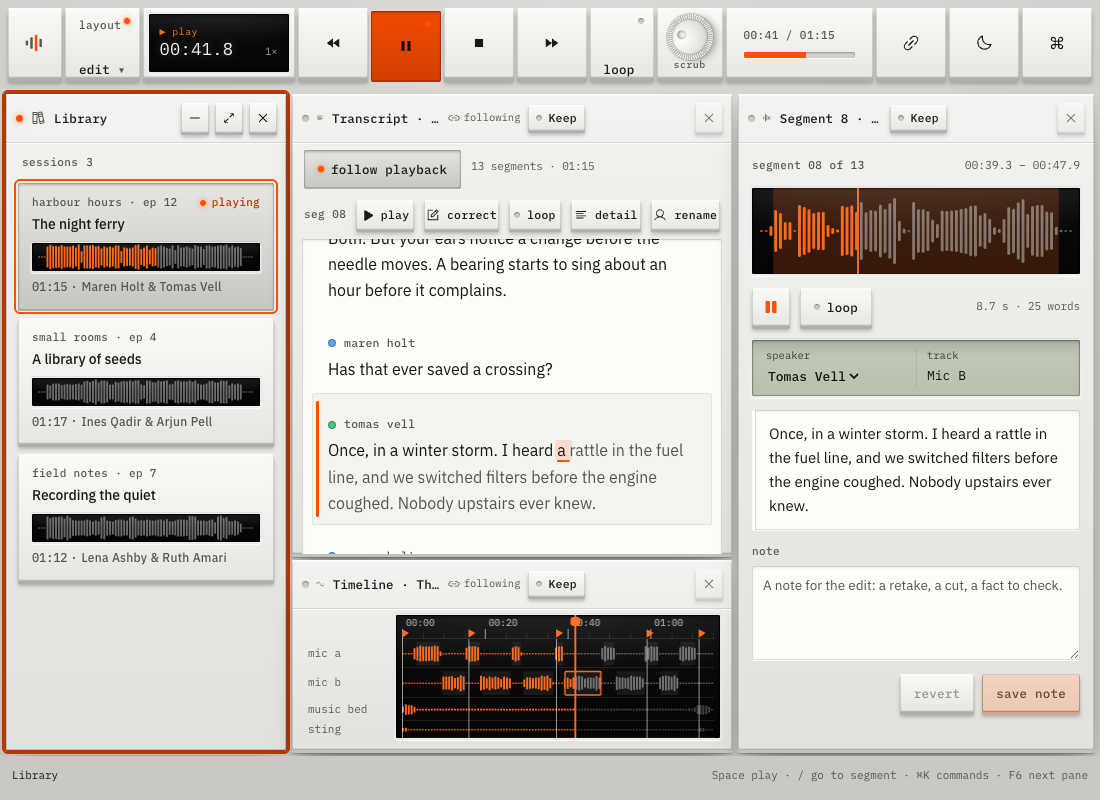 layout
edit ▾
▶ play
00:41.8 1×
loop
scrub
00:41 / 01:15
⌘
Library
sessions 3
harbour hours · ep 12 playing
The night ferry
01:15 · Maren Holt & Tomas Vell
small rooms · ep 4
A library of seeds
01:17 · Ines Qadir & Arjun Pell
field notes · ep 7
Recording the quiet
01:12 · Lena Ashby & Ruth Amari
Transcript · … following Keep
follow playback 13 segments · 01:15
seg 08 play correct loop detail rename
Both. But your ears notice a change before the
needle moves. A bearing starts to sing about an
hour before it complains.
maren holt
Has that ever saved a crossing?
tomas vell
Once, in a winter storm. I heard a rattle in the fuel
line, and we switched filters before the engine
coughed. Nobody upstairs ever knew.
Timeline · Th… following Keep
00:00 00:20 0:40 01:00
mic a
mic b
music bed
sting
Segment 8 · … Keep
segment 08 of 13 00:39.3 – 00:47.9
loop 8.7 s · 25 words
speaker track
Tomas Vell Mic B
Once, in a winter storm. I heard a rattle in
the fuel line, and we switched filters before
the engine coughed. Nobody upstairs ever
knew.
note
A note for the edit: a retake, a cut, a fact to check.
revert save note
Library Space play · / go to segment · ⌘K commands · F6 next pane